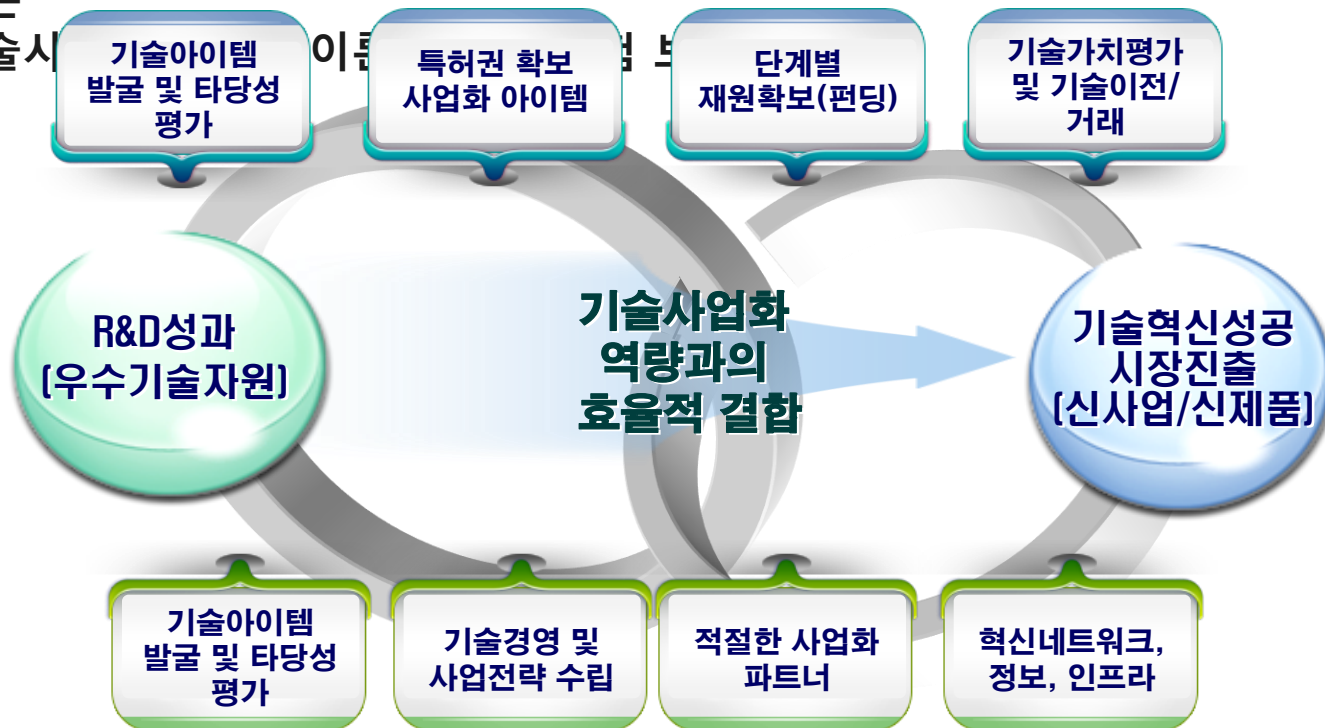 기술아이템
발굴 및 타당성
평가
특허권 확보
사업화 아이템
단계별
재원확보(펀딩)
기술가치평가
및 기술이전/
거래
R&D성과
(우수기술자원)
기술사업화
역량과의
효율적 결합
기술혁신성공
시장진출
(신사업/신제품)
기술아이템
발굴 및 타당성
평가
기술경영 및
사업전략 수립
적절한 사업화
파트너
혁신네트워크,
정보, 인프라